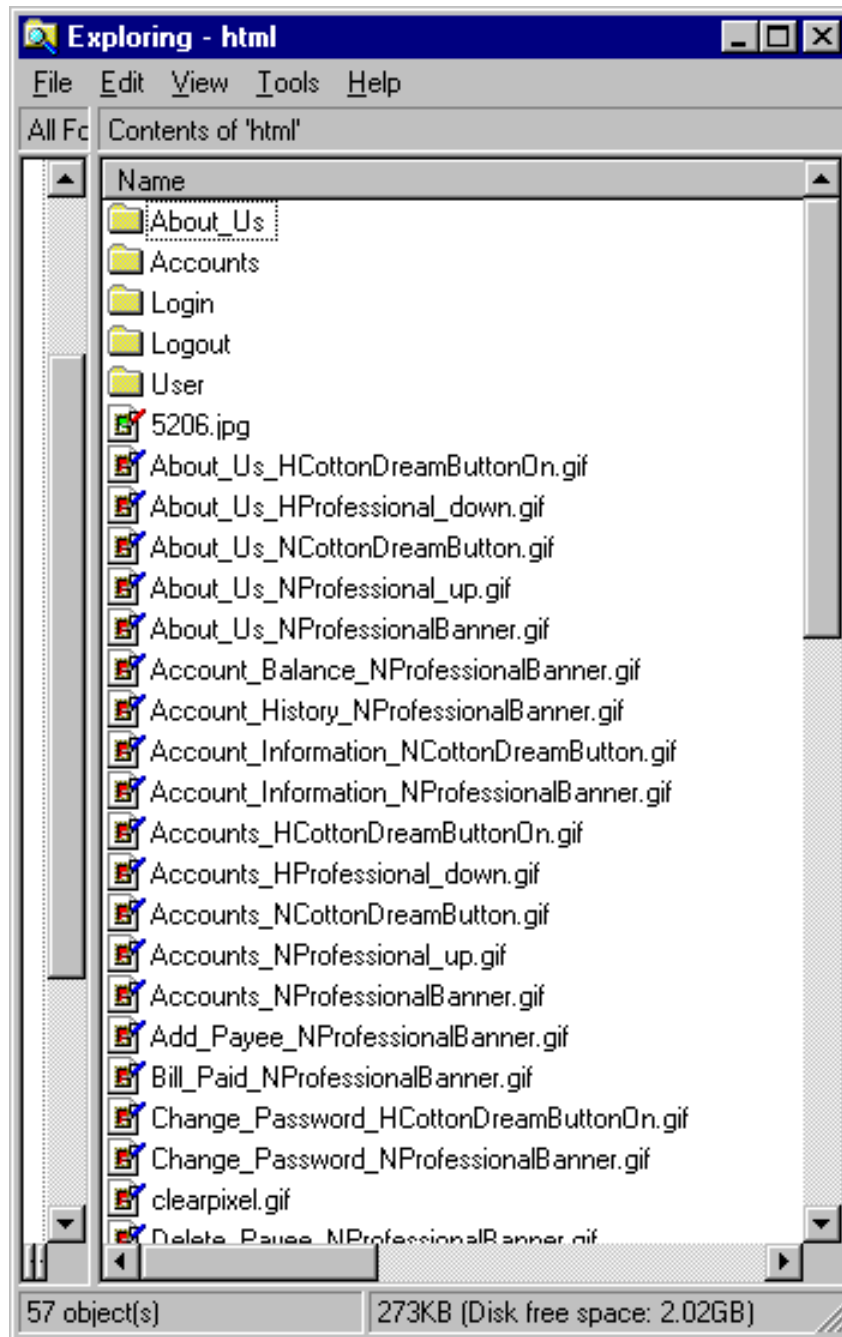 Exploring - html
File Edit View Tools Help
All Fc Contents of 'html'
Name
About_Us
Accounts
Login
Logout
User
5206.jpg
About_Us_HCottonDreamButtonOn.gif
About_Us_HProfessional_down.gif
About_Us_NCottonDreamButton.gif
About_Us_NProfessional_up.gif
About_Us_NProfessionalBanner.gif
Account_Balance_NProfessionalBanner.gif
Account_History_NProfessionalBanner.gif
Account_Information_NCottonDreamButton.gif
Account_Information_NProfessionalBanner.gif
Accounts_HCottonDreamButtonOn.gif
Accounts_HProfessional_down.gif
Accounts_NCottonDreamButton.gif
Accounts_NProfessional_up.gif
Accounts_NProfessionalBanner.gif
Add_Payee_NProfessionalBanner.gif
Bill_Paid_NProfessionalBanner.gif
Change_Password_HCottonDreamButtonOn.gif
Change_Password_NProfessionalBanner.gif
clearpixel.gif
Delete_Payee_NProfessionalBanner.gif
57 object(s) 273KB (Disk free space: 2.02GB)